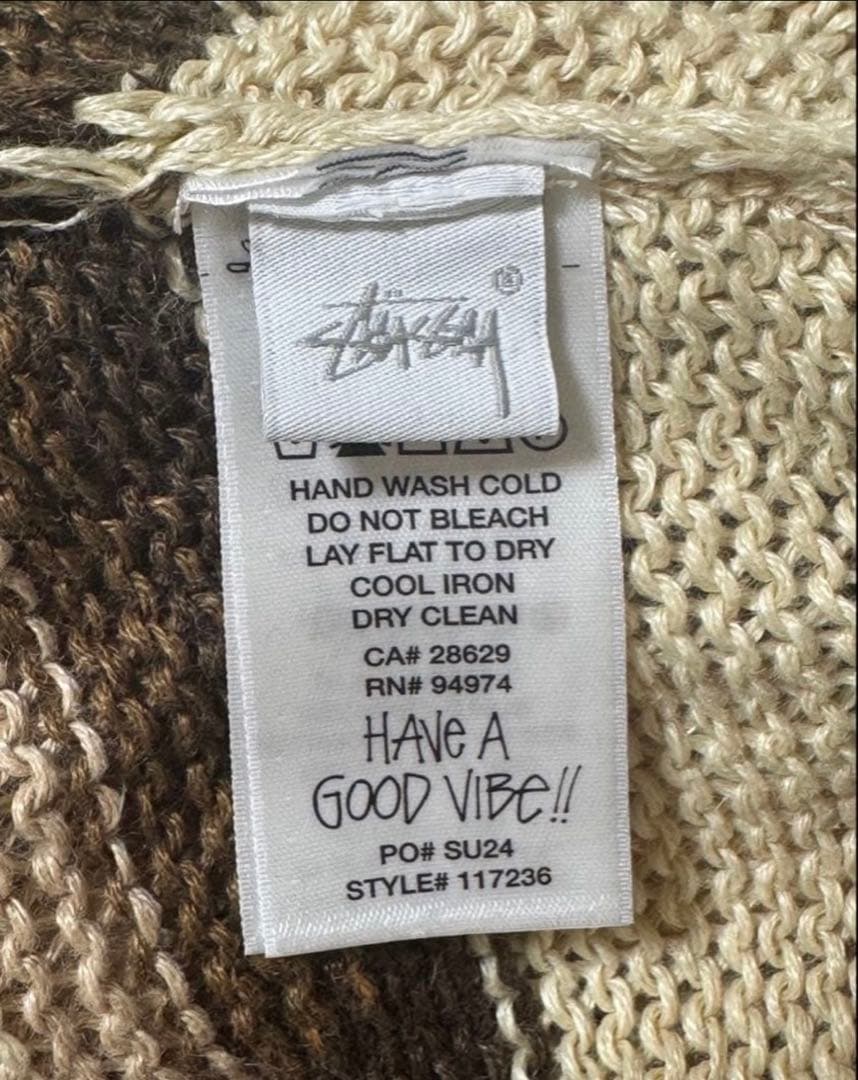 STÜSSY
HAND WASH COLD
DO NOT BLEACH
LAY FLAT TO DRY
COOL IRON
DRY CLEAN
CA# 28629
RN# 94974
HAVE A
GOOD VIBE!!
PO# SU24
STYLE# 117236